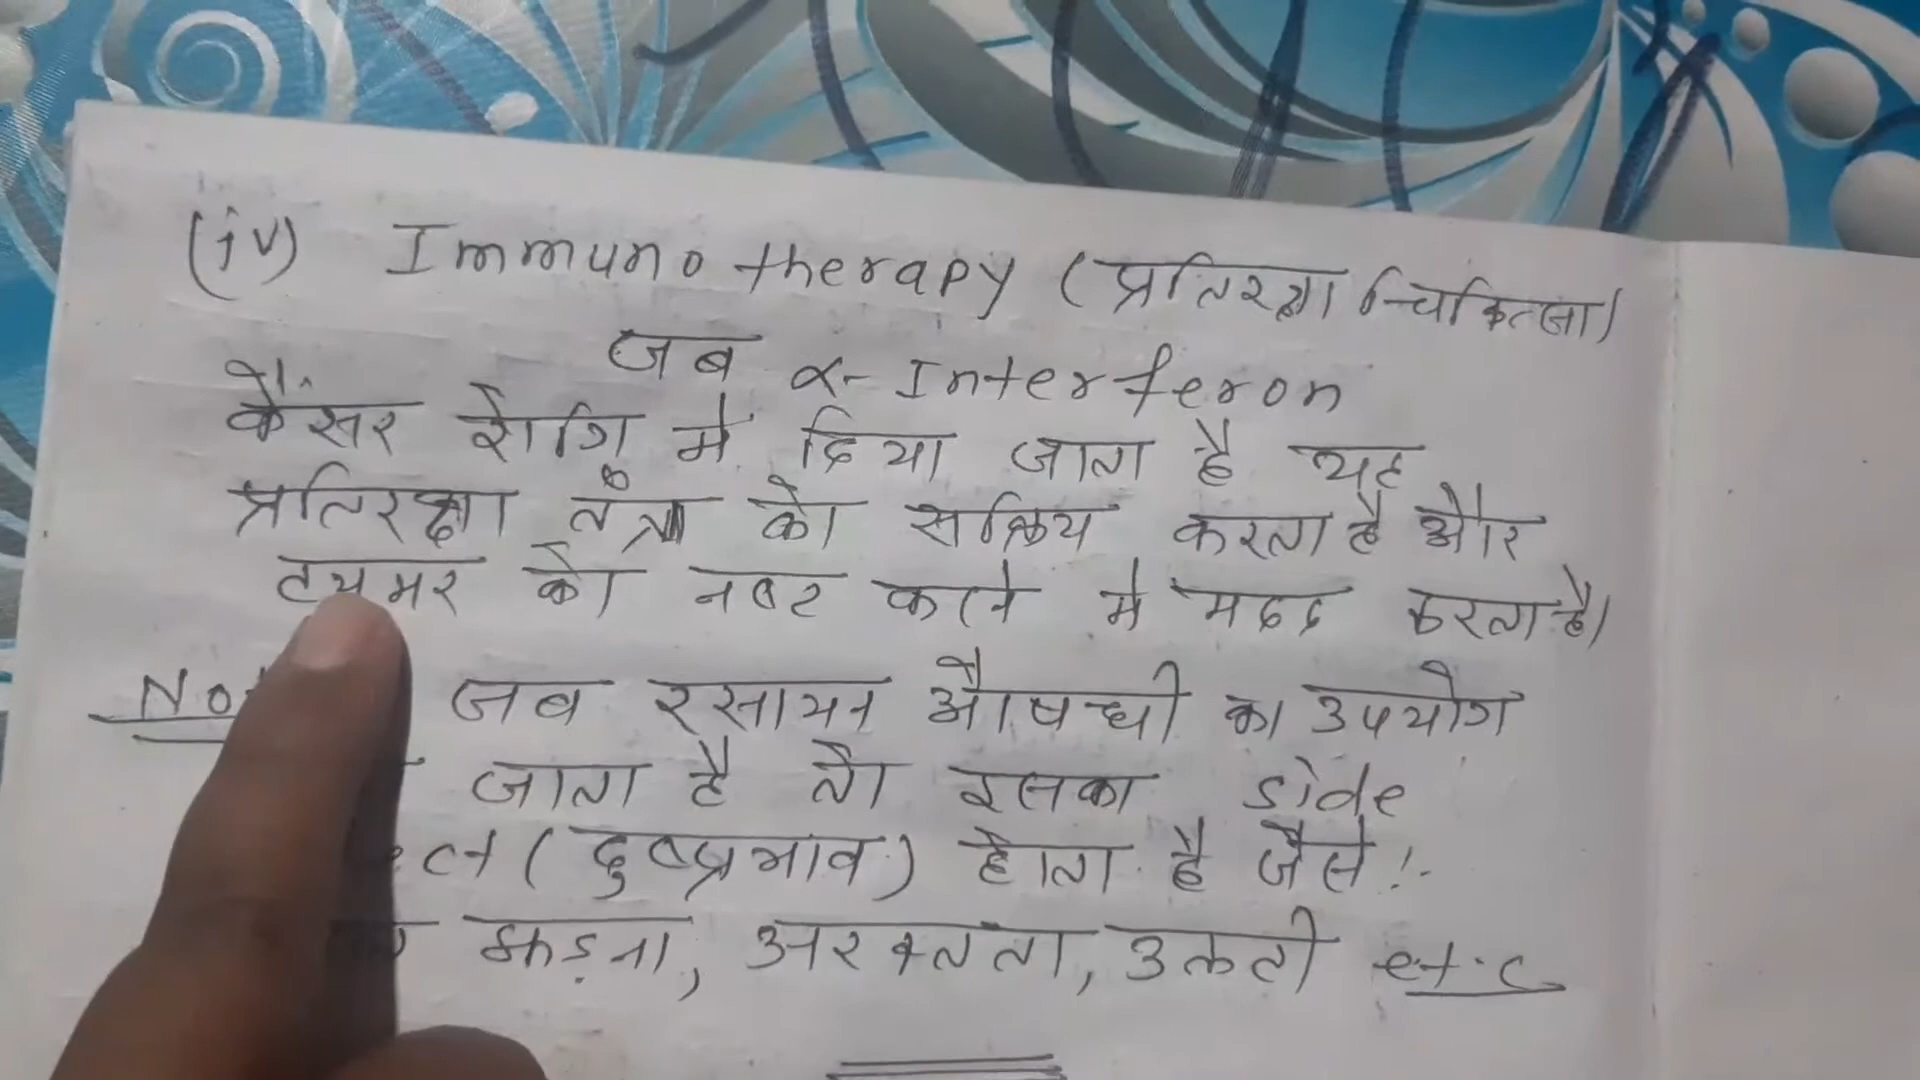 (iv) Immuno therapy (प्रतिरक्षा चिकित्सा)
जब α-Interferon
कैंसर रोगि में दिया जाता है यह
प्रतिरक्षा तंत्र को सक्रिय करता है और
टयुमर को नष्ट करने मे मदद करता है।
जब रसायन औषधी का उपयोग
जाता है तो इसका side
(दुष्प्रभाव) होता है जैसे:-
झड़ना, अरक्तता, उल्टी etc